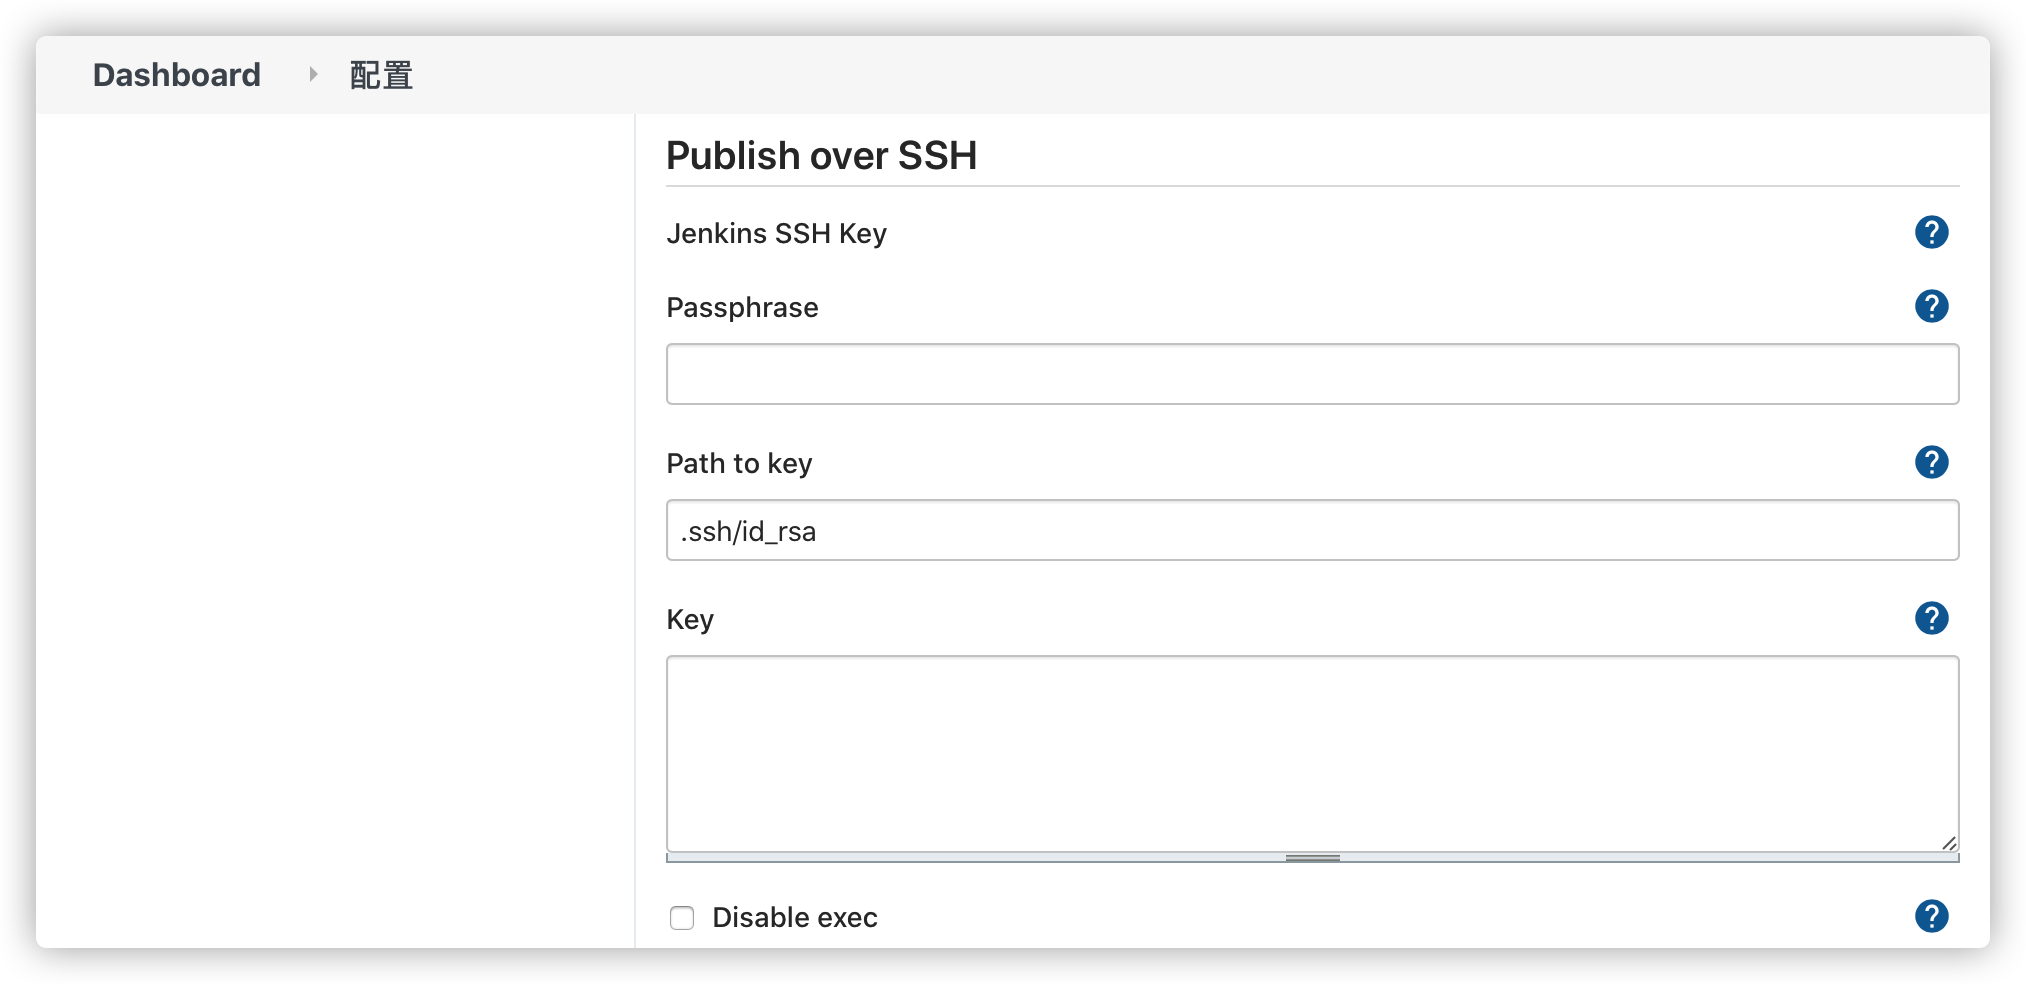 Dashboard 配置
Publish over SSH
Jenkins SSH Key
Passphrase
Path to key
.ssh/id_rsa
Key
Disable exec